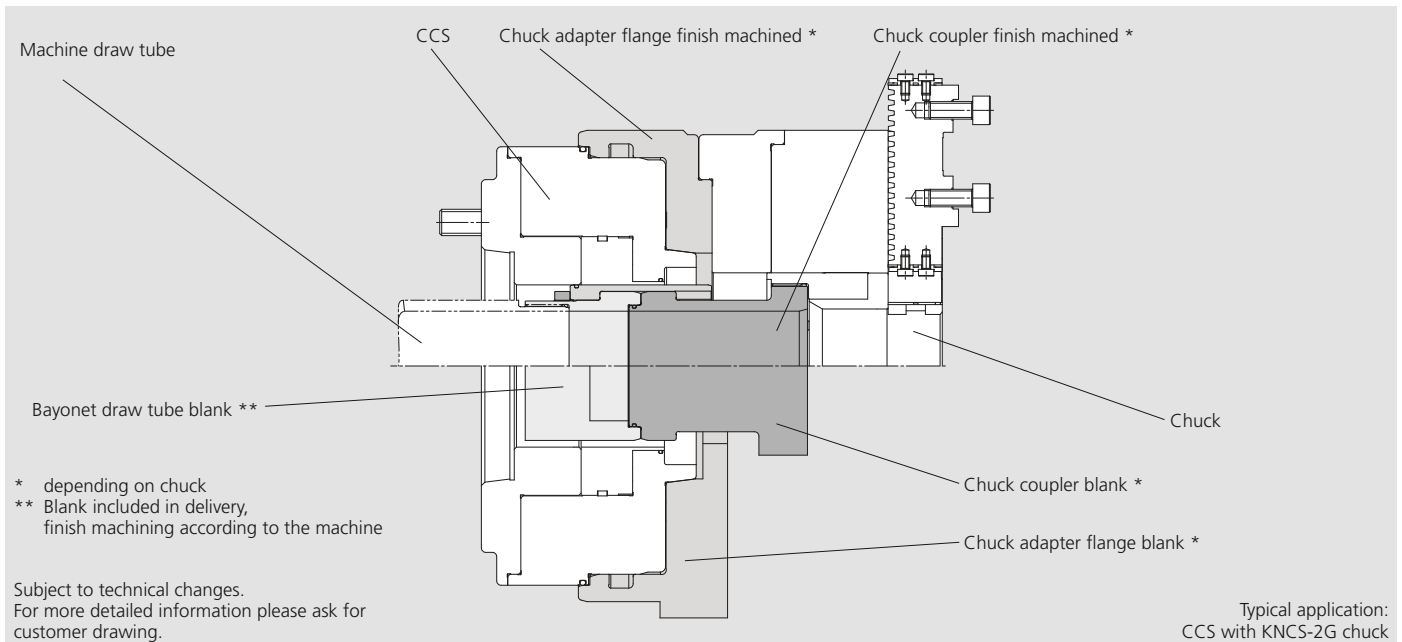 Machine draw tube
CCS
Chuck adapter flange finish machined *
Chuck coupler finish machined *
Bayonet draw tube blank **
Chuck
* depending on chuck
** Blank included in delivery,
finish machining according to the machine
Chuck coupler blank *
Chuck adapter flange blank *
Subject to technical changes.
For more detailed information please ask for
customer drawing.
Typical application:
CCS with KNCS-2G chuck